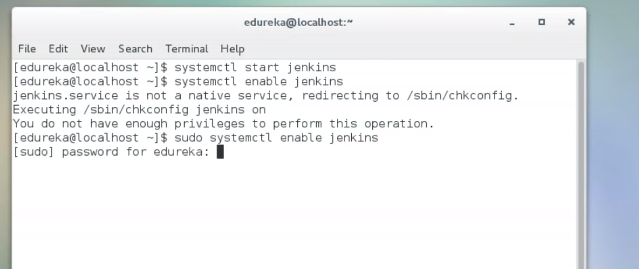 edureka@localhost:~
File Edit View Search Terminal Help
[edureka@localhost ~]$ systemctl start jenkins
[edureka@localhost ~]$ systemctl enable jenkins
jenkins.service is not a native service, redirecting to /sbin/chkconfig.
Executing /sbin/chkconfig jenkins on
You do not have enough privileges to perform this operation.
[edureka@localhost ~]$ sudo systemctl enable jenkins
[sudo] password for edureka: